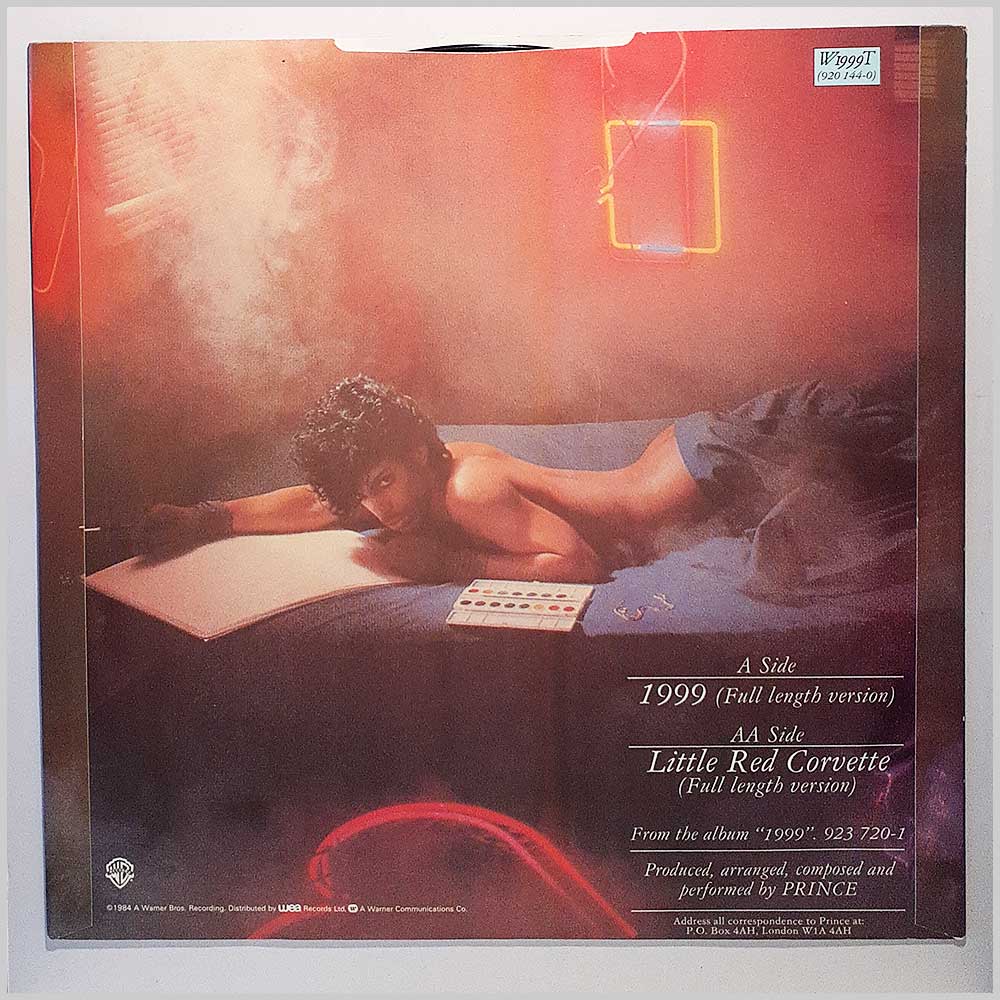 W1999T
(920 144-0)
A Side
1999 (Full length version)
AA Side
Little Red Corvette
(Full length version)
From the album "1999". 923 720-1
Produced, arranged, composed and
performed by PRINCE
Address all correspondence to Prince at:
P.O. Box 4AH, London W1A 4AH
©1984 A Warner Bros. Recording. Distributed by wea Records Ltd. A Warner Communications Co.